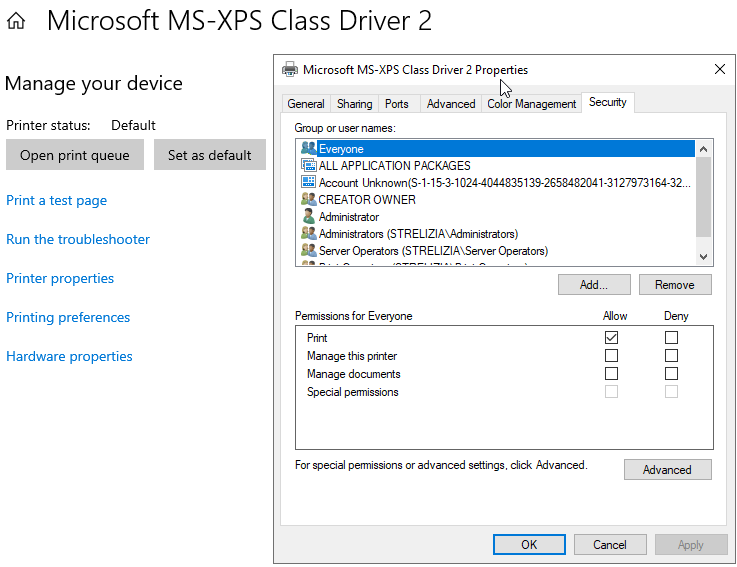 Microsoft MS-XPS Class Driver 2
Manage your device
Printer status: Default
Open print queue
Set as default
Print a test page
Run the troubleshooter
Printer properties
Printing preferences
Hardware properties
Microsoft MS-XPS Class Driver 2 Properties
General
Sharing
Ports
Advanced
Color Management
Security
Group or user names:
Everyone
ALL APPLICATION PACKAGES
Account Unknown(S-1-15-3-1024-4044835139-2658482041-3127973164-32...
CREATOR OWNER
Administrator
Administrators (STRELIZIA\Administrators)
Server Operators (STRELIZIA\Server Operators)
Add...
Remove
Permissions for Everyone Allow Deny
Print
Manage this printer
Manage documents
Special permissions
For special permissions or advanced settings, click Advanced.
Advanced
OK
Cancel
Apply